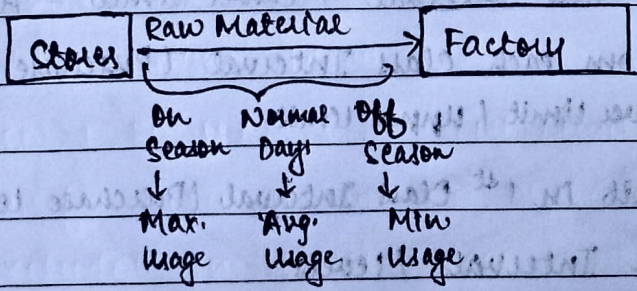 Stores Raw Material Factory
On Normal Off
Season Days Season
Max. Avg. Min
Usage Usage Usage